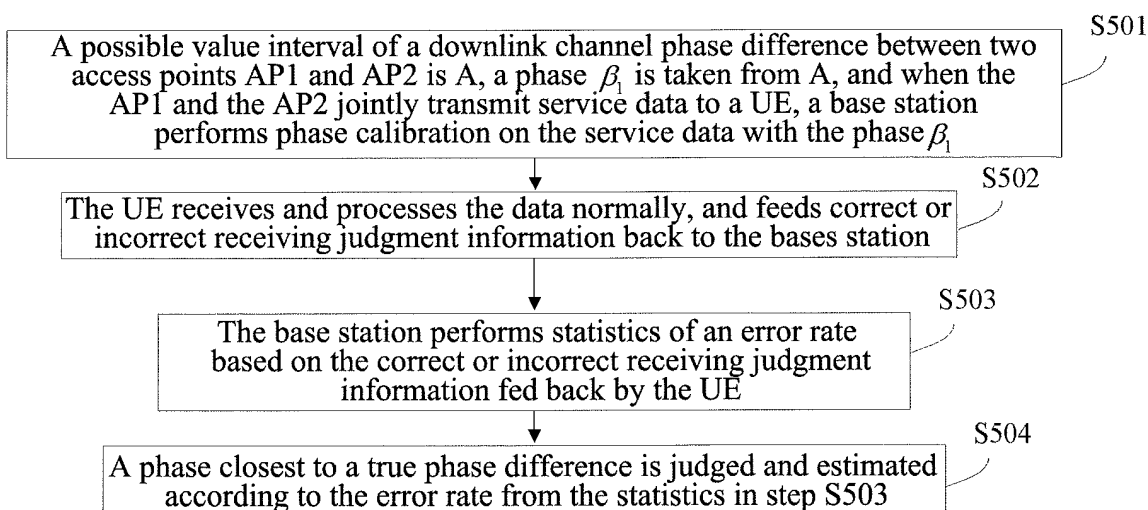 S501
A possible value interval of a downlink channel phase difference between two
access points AP1 and AP2 is A, a phase β₁ is taken from A, and when the
AP1 and the AP2 jointly transmit service data to a UE, a base station
performs phase calibration on the service data with the phase β₁
S502
The UE receives and processes the data normally, and feeds correct or
incorrect receiving judgment information back to the bases station
S503
The base station performs statistics of an error rate
based on the correct or incorrect receiving judgment
information fed back by the UE
S504
A phase closest to a true phase difference is judged and estimated
according to the error rate from the statistics in step S503